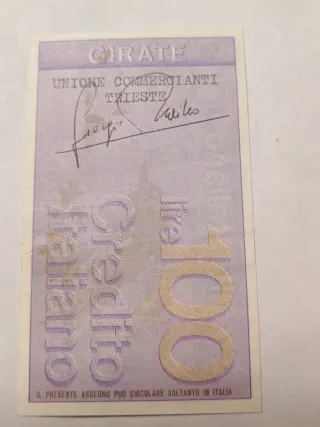 GIRATE
UNIONE COMMERCIANTI
TRIESTE
100
lire
Credito
Italiano
IL PRESENTE ASSEGNO PUÒ CIRCOLARE SOLTANTO IN ITALIA